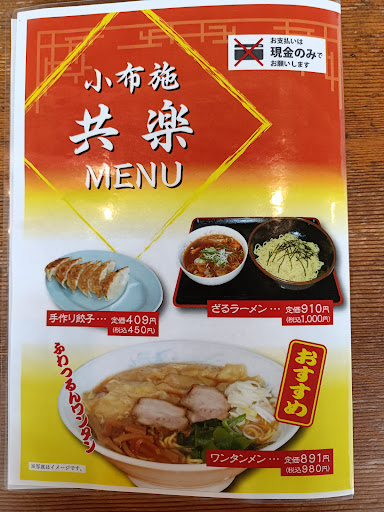 お支払いは
現金のみで
お願いします
小布施
共楽
MENU
手作り餃子… 定価409円
(税込)450円
ざるラーメン… 定価910円
(税込)1,000円
ふわつるんワンタン
おすすめ
ワンタンメン… 定価891円
(税込)980円
※写真はイメージです。